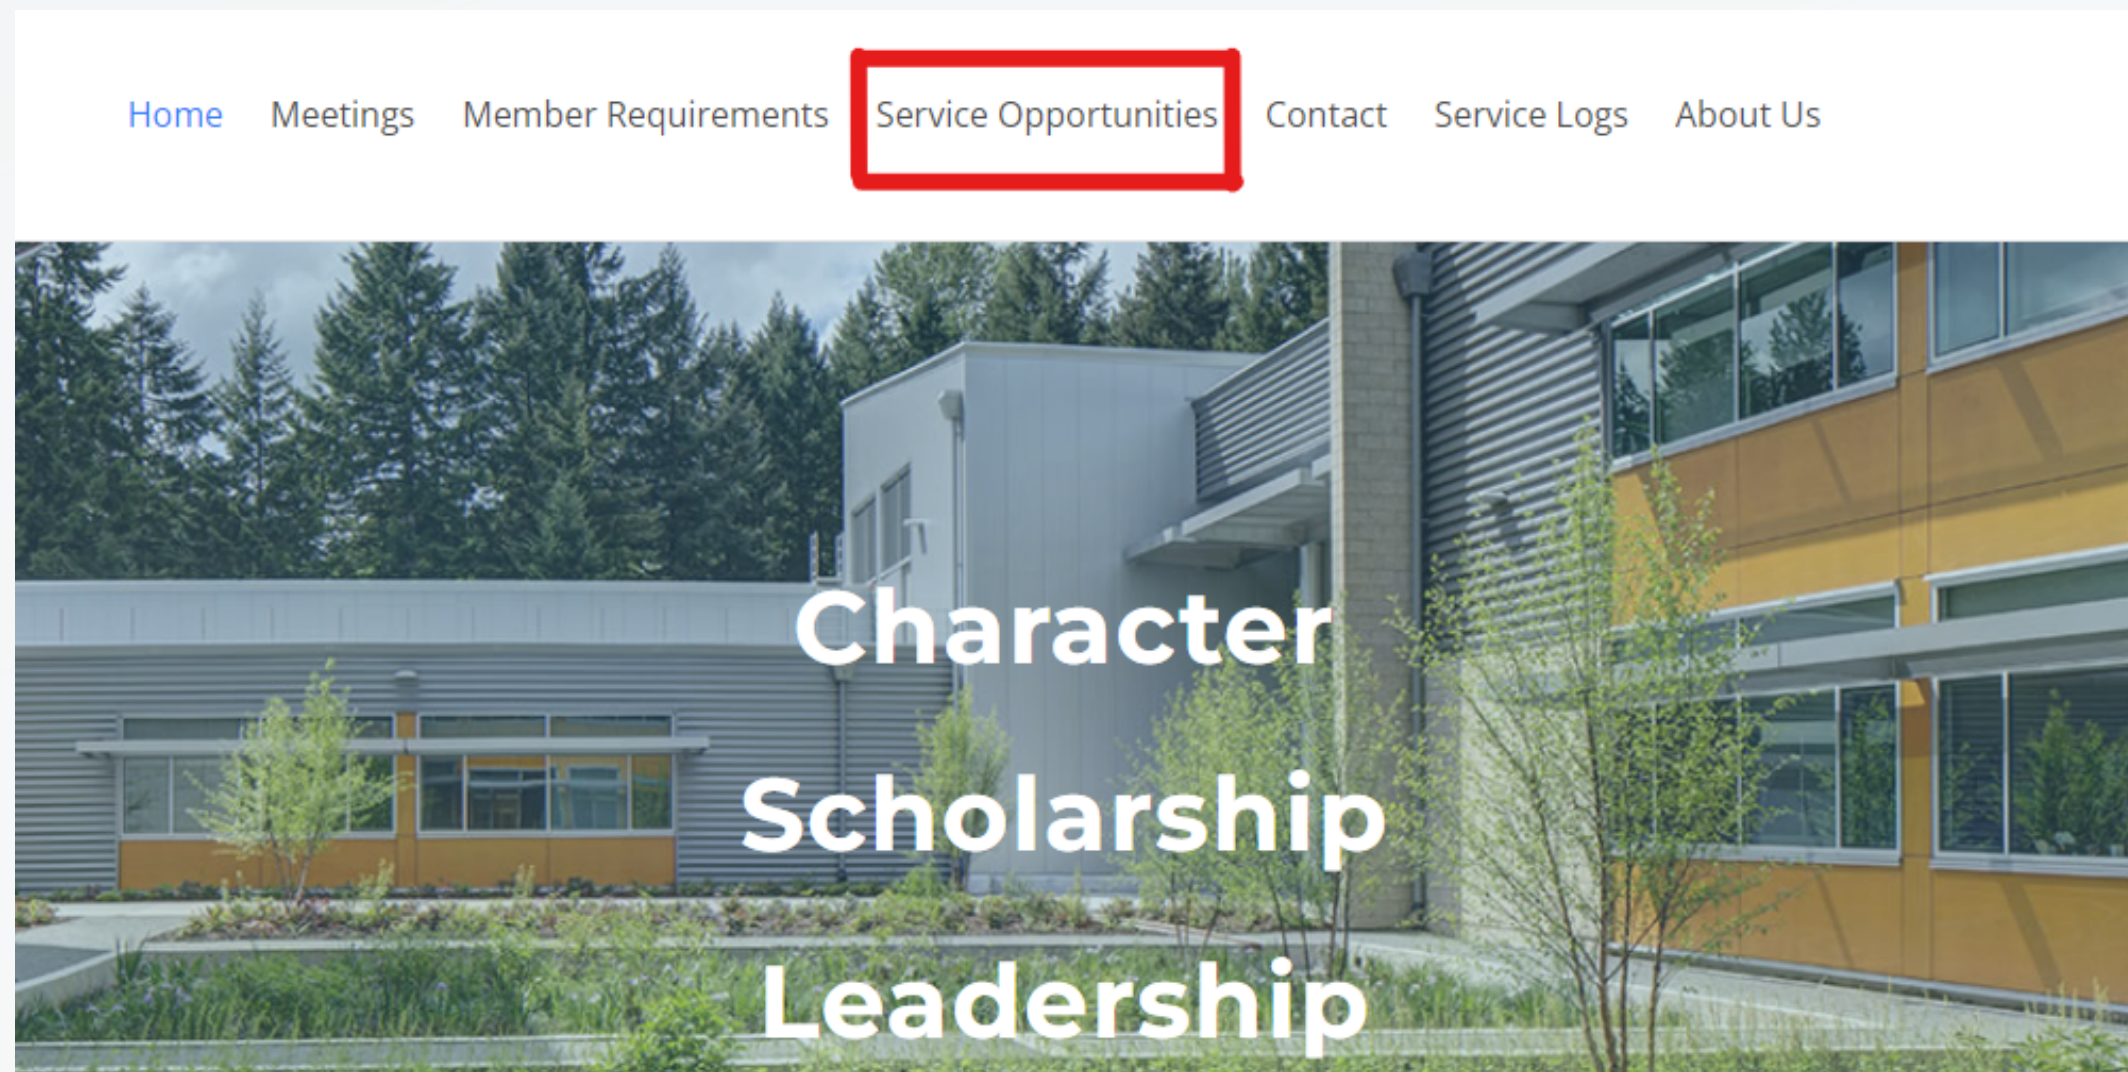 Home Meetings Member Requirements Service Opportunities Contact Service Logs About Us
Character
Scholarship
Leadership